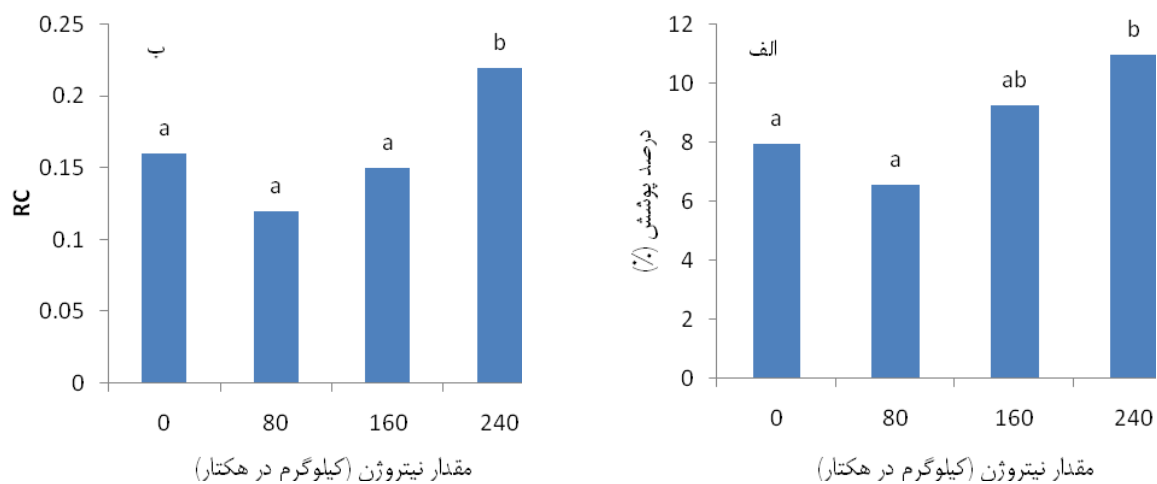 الف
درصد پوشش (٪)
12
10
8
6
4
2
0
a
a
ab
b
0 80 160 240
مقدار نیتروژن (کیلوگرم در هکتار)
ب
RC
0.25
0.2
0.15
0.1
0.05
0
a
a
a
b
0 80 160 240
مقدار نیتروژن (کیلوگرم در هکتار)